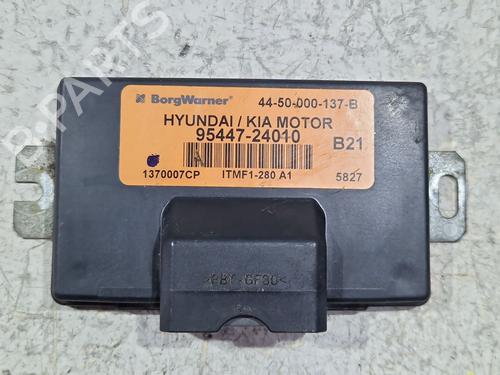 BorgWarner
44-50-000-137-B
HYUNDAI / KIA MOTOR
95447-24010
B21
A
1370007CP
ITMF1-280 A1
5827
>PBT-GF30<
B-PARTS